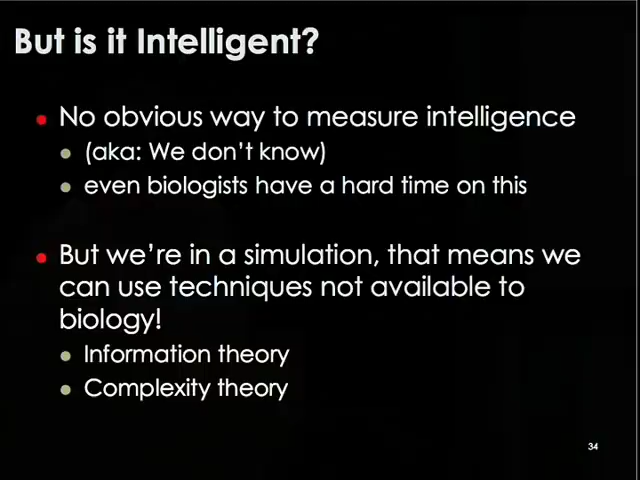 But is it Intelligent?
No obvious way to measure intelligence
(aka: We don't know)
even biologists have a hard time on this
But we're in a simulation, that means we
can use techniques not available to
biology!
Information theory
Complexity theory
34